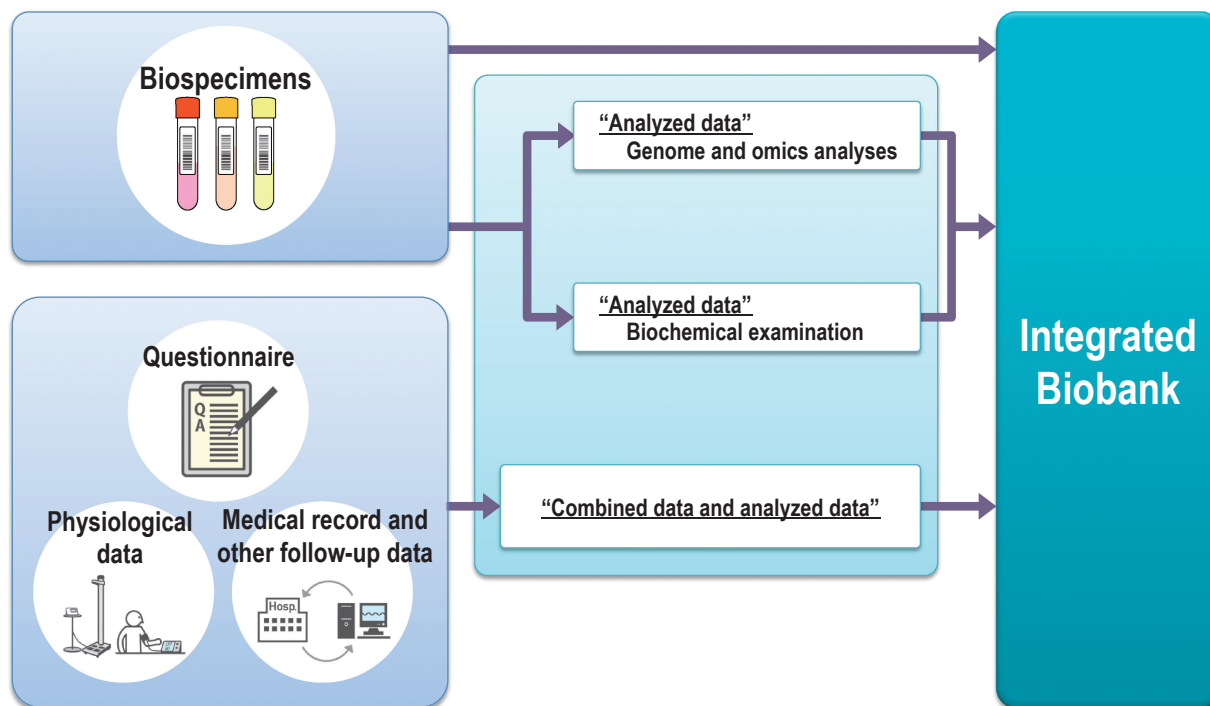 Biospecimens
“Analyzed data”
Genome and omics analyses
“Analyzed data”
Biochemical examination
Questionnaire
Q
A
Physiological
data
Medical record and
other follow-up data
Hosp.
“Combined data and analyzed data”
Integrated
Biobank